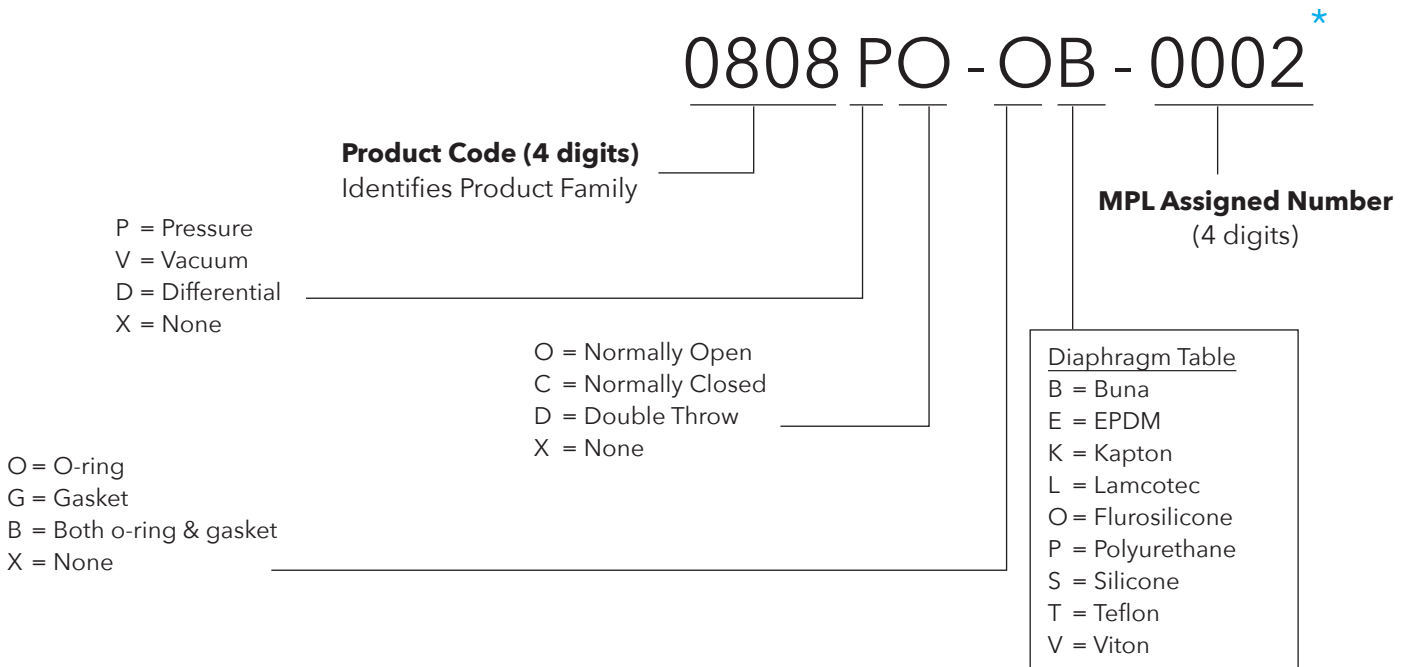 *
0808 PO - OB - 0002
Product Code (4 digits)
Identifies Product Family
MPL Assigned Number
(4 digits)
P = Pressure
V = Vacuum
D = Differential
X = None
O = Normally Open
C = Normally Closed
D = Double Throw
X = None
O = O-ring
G = Gasket
B = Both o-ring & gasket
X = None
Diaphragm Table
B = Buna
E = EPDM
K = Kapton
L = Lamcotec
O = Flurosilicone
P = Polyurethane
S = Silicone
T = Teflon
V = Viton